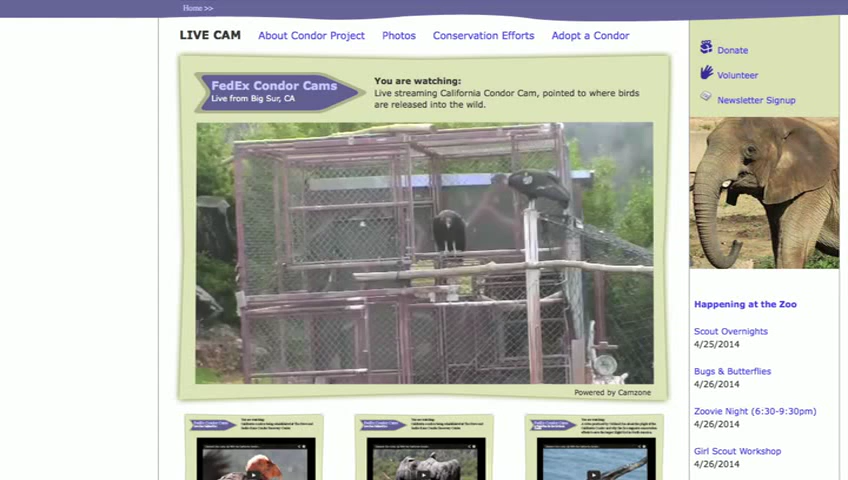 Home >>
LIVE CAM
About Condor Project
Photos
Conservation Efforts
Adopt a Condor
FedEx Condor Cams
Live from Big Sur, CA
You are watching:
Live streaming California Condor Cam, pointed to where birds
are released into the wild.
Powered by Camzone
Donate
Volunteer
Newsletter Signup
Happening at the Zoo
Scout Overnights
4/25/2014
Bugs & Butterflies
4/26/2014
Zoovie Night (6:30-9:30pm)
4/26/2014
Girl Scout Workshop
4/26/2014